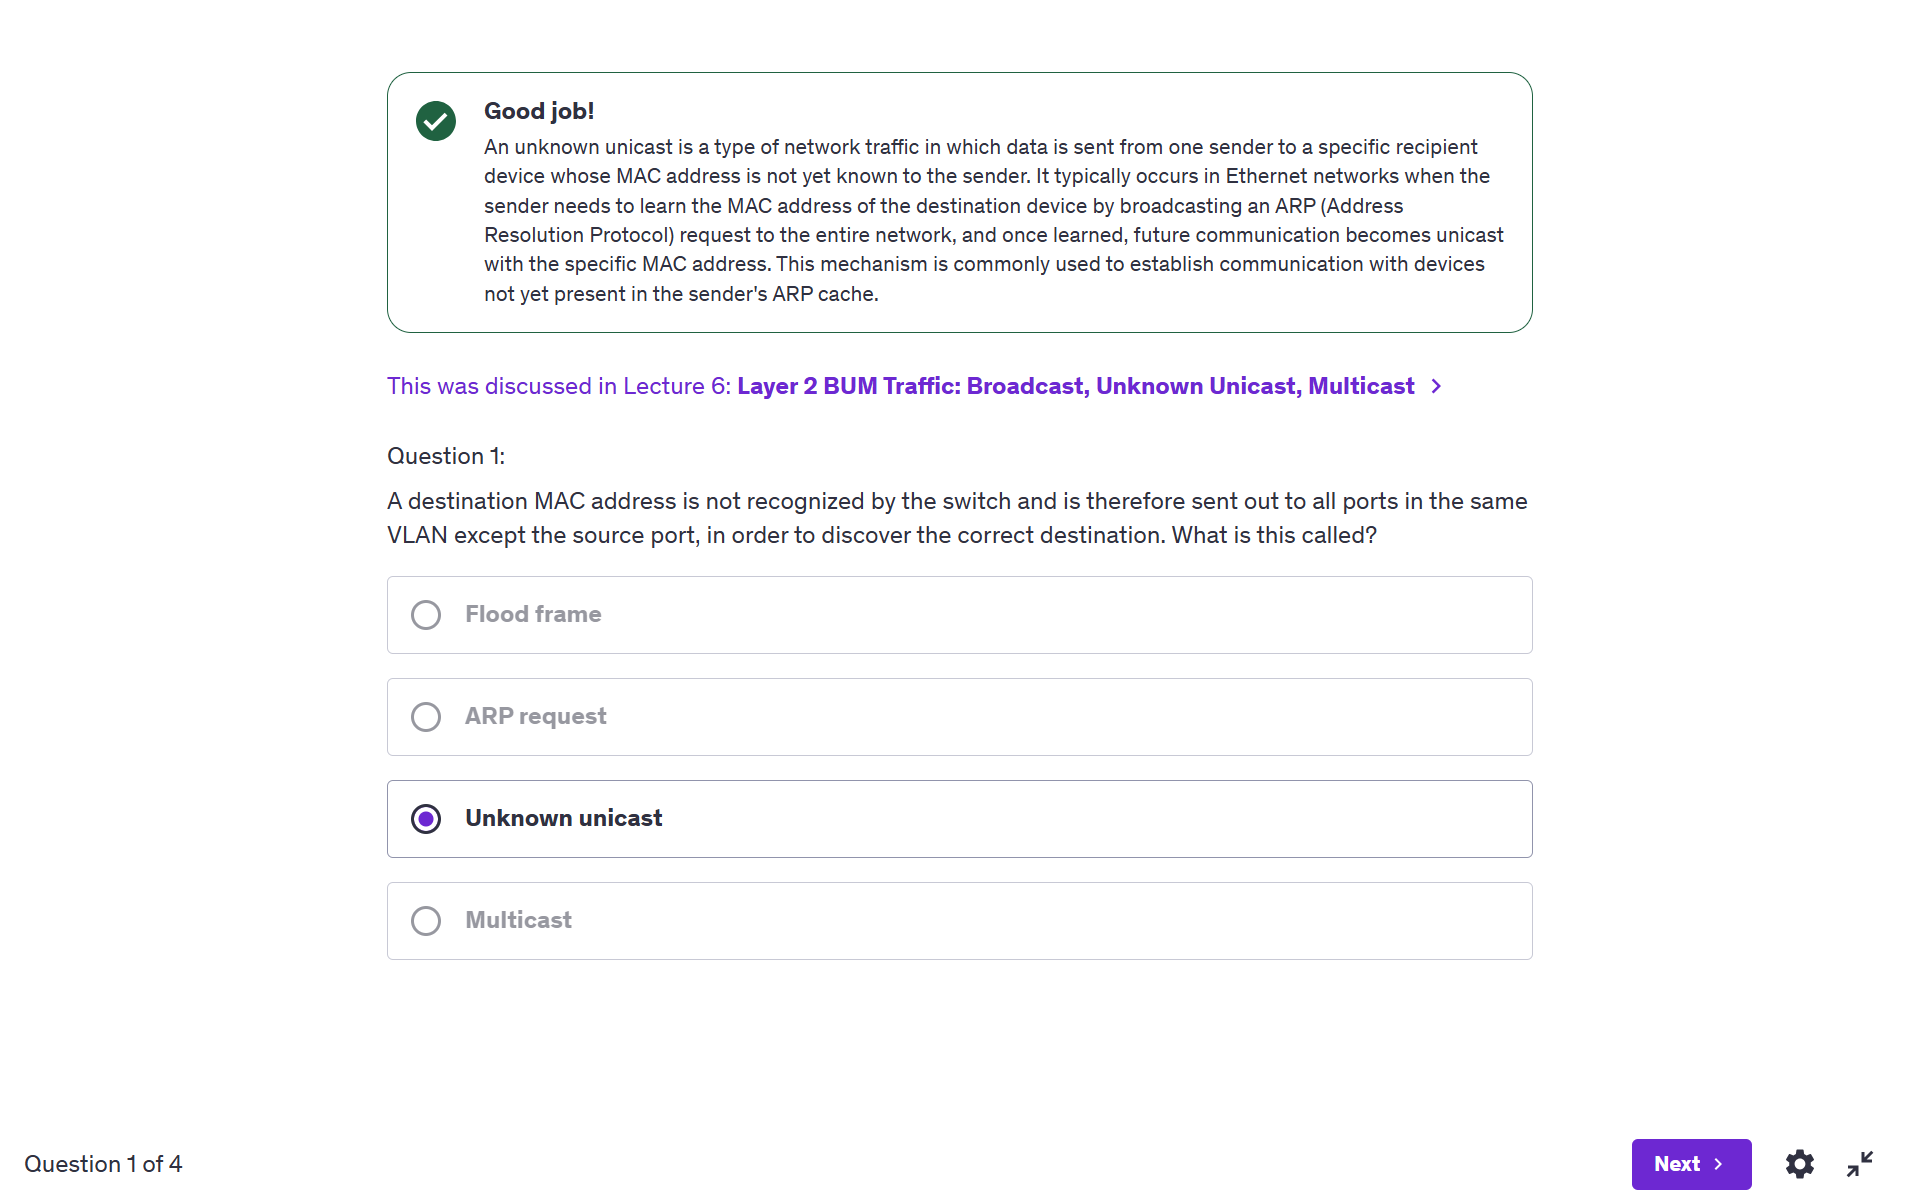 Good job!
An unknown unicast is a type of network traffic in which data is sent from one sender to a specific recipient
device whose MAC address is not yet known to the sender. It typically occurs in Ethernet networks when the
sender needs to learn the MAC address of the destination device by broadcasting an ARP (Address
Resolution Protocol) request to the entire network, and once learned, future communication becomes unicast
with the specific MAC address. This mechanism is commonly used to establish communication with devices
not yet present in the sender's ARP cache.
This was discussed in Lecture 6: Layer 2 BUM Traffic: Broadcast, Unknown Unicast, Multicast
Question 1:
A destination MAC address is not recognized by the switch and is therefore sent out to all ports in the same
VLAN except the source port, in order to discover the correct destination. What is this called?
Flood frame
ARP request
Unknown unicast
Multicast
Question 1 of 4
Next